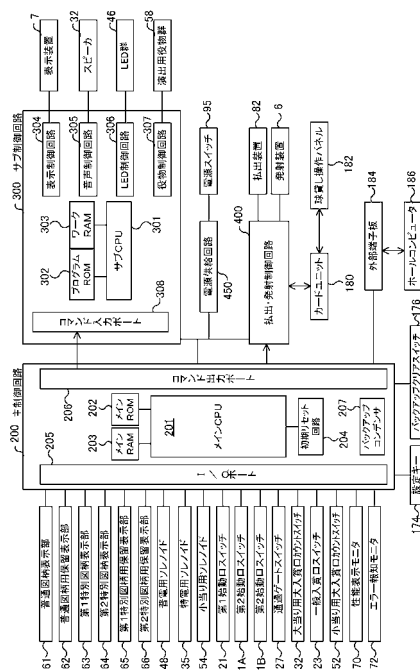 200 主制御回路
205
I／Oポート
206
コマンド出力ポート
203
メインRAM
202
メインROM
201
メインCPU
初期リセット回路
204
207
バックアップコンデンサ
61 普通図柄表示部
62 普通図柄用保留表示部
63 第1特別図柄表示部
64 第2特別図柄表示部
65 第1特別図柄用保留表示部
66 第2特別図柄用保留表示部
48 普電用ソレノイド
35 特電用ソレノイド
54 小当り用ソレノイド
21 第1始動口スイッチ
1A 第2始動口スイッチ
1B 第2始動口スイッチ
27 通過ゲートスイッチ
32 大当り用大入賞口カウントスイッチ
23 一般入賞口スイッチ
52 小当り用大入賞口カウントスイッチ
70 性能表示モニタ
72 エラー報知モニタ
174 設定キー
176 バックアップクリアスイッチ
300 サブ制御回路
308
コマンド入力ポート
302
プログラムROM
303
ワークRAM
301
サブCPU
304
表示制御回路
305
音声制御回路
306
LED制御回路
307
役物制御回路
表示装置 7
スピーカ 32
LED群 46
演出用役物群 58
電源供給回路
450
電源スイッチ 95
400
払出・発射制御回路
払出装置 82
発射装置 6
カードユニット
180
球貸し操作パネル
182
外部端子板 184
ホールコンピュータ 186